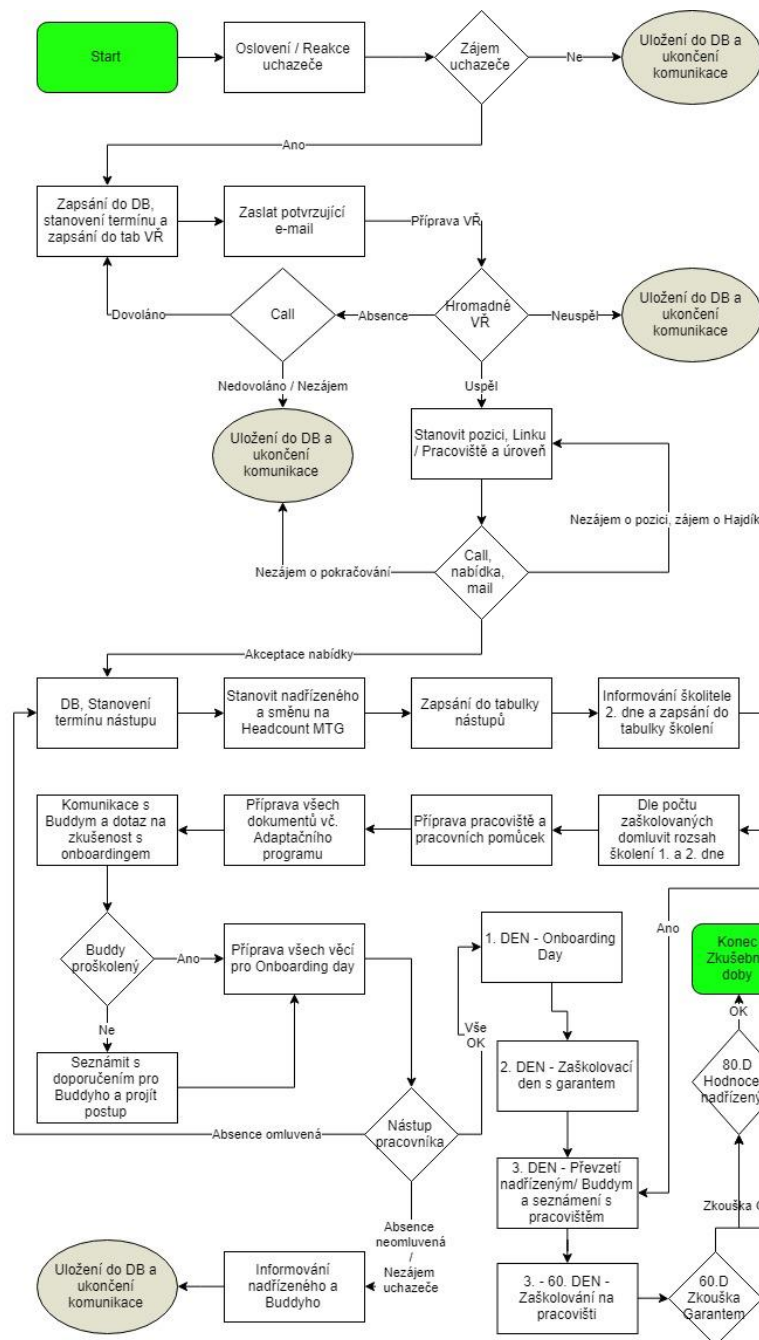 Start
Oslovení / Reakce
uchazeče
Zájem
uchazeče
Ne
Uložení do DB a
ukončení
komunikace
Ano
Zapsání do DB,
stanovení termínu a
zapsání do tab VŘ
Zaslat potvrzující
e-mail
Příprava VŘ
Dovoláno
Call
Absence
Hromadné
VŘ
Neuspěl
Uložení do DB a
ukončení
komunikace
Nedovoláno / Nezájem
Uspěl
Uložení do DB a
ukončení
komunikace
Stanovit pozici, Linku
/ Pracoviště a úroveň
Nezájem o pozici, zájem o Hajdík
Nezájem o pokračování
Call,
nabídka,
mail
Akceptace nabídky
DB, Stanovení
termínu nástupu
Stanovit nadřízeného
a směnu na
Headcount MTG
Zapsání do tabulky
nástupů
Informování školitele
2. dne a zapsání do
tabulky školení
Komunikace s
Buddym a dotaz na
zkušenost s
onboardingem
Příprava všech
dokumentů vč.
Adaptačního
programu
Příprava pracoviště a
pracovních pomůcek
Dle počtu
zaškolovaných
domluvit rozsah
školení 1. a 2. dne
Buddy
proškolený
Ano
Příprava všech věcí
pro Onboarding day
1. DEN - Onboarding
Day
Ano
Konec
Zkušebn
doby
Ne
Vše
OK
OK
Seznámit s
doporučením pro
Buddyho a projít
postup
2. DEN - Zaškolovací
den s garantem
80.D
Hodnoce
nadřízený
Absence omluvená
Nástup
pracovníka
3. DEN - Převzetí
nadřízeným/ Buddym
a seznámení s
pracovištěm
Zkouška
Absence
neomluvená
/
Nezájem
uchazeče
Uložení do DB a
ukončení
komunikace
Informování
nadřízeného a
Buddyho
3. - 60. DEN -
Zaškolování na
pracovišti
60.D
Zkouška
Garantem